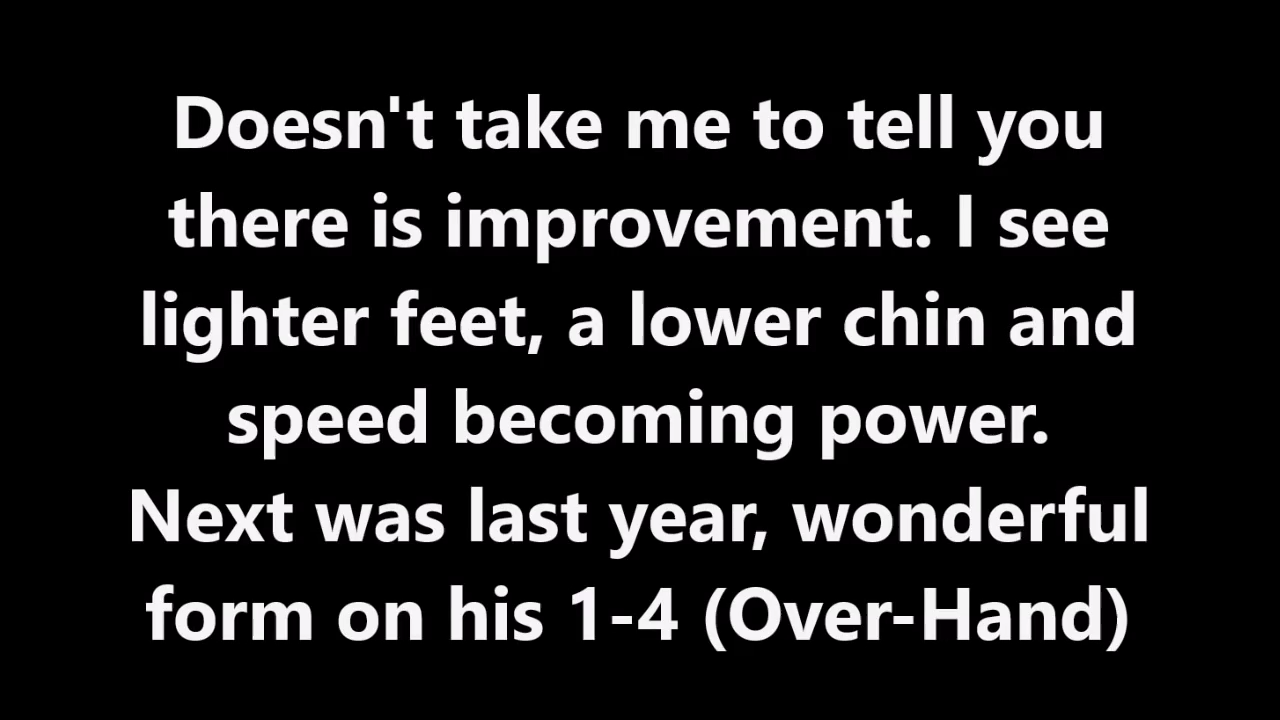 Doesn't take me to tell you
there is improvement. I see
lighter feet, a lower chin and
speed becoming power.
Next was last year, wonderful
form on his 1-4 (Over-Hand)